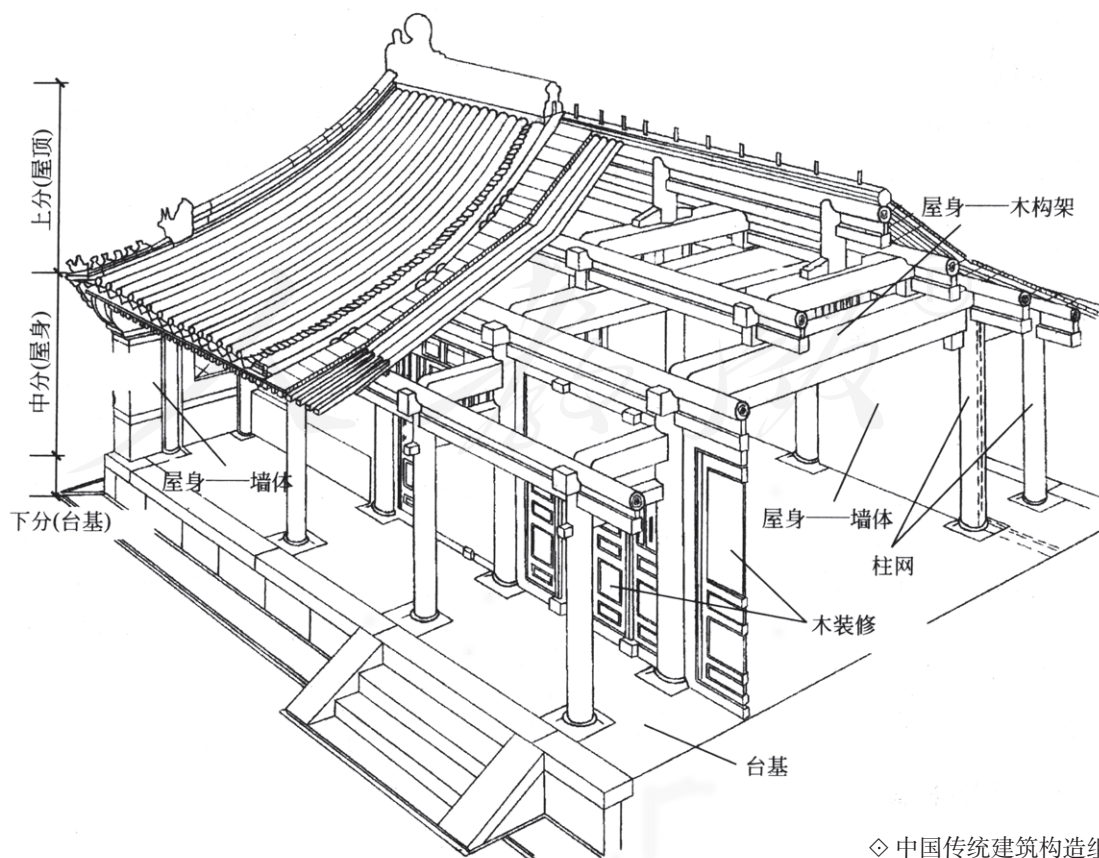 上分(屋顶)
中分(屋身)
下分(台基)
屋身——木构架
屋身——墙体
屋身——墙体
柱网
木装修
台基
◇ 中国传统建筑构造组